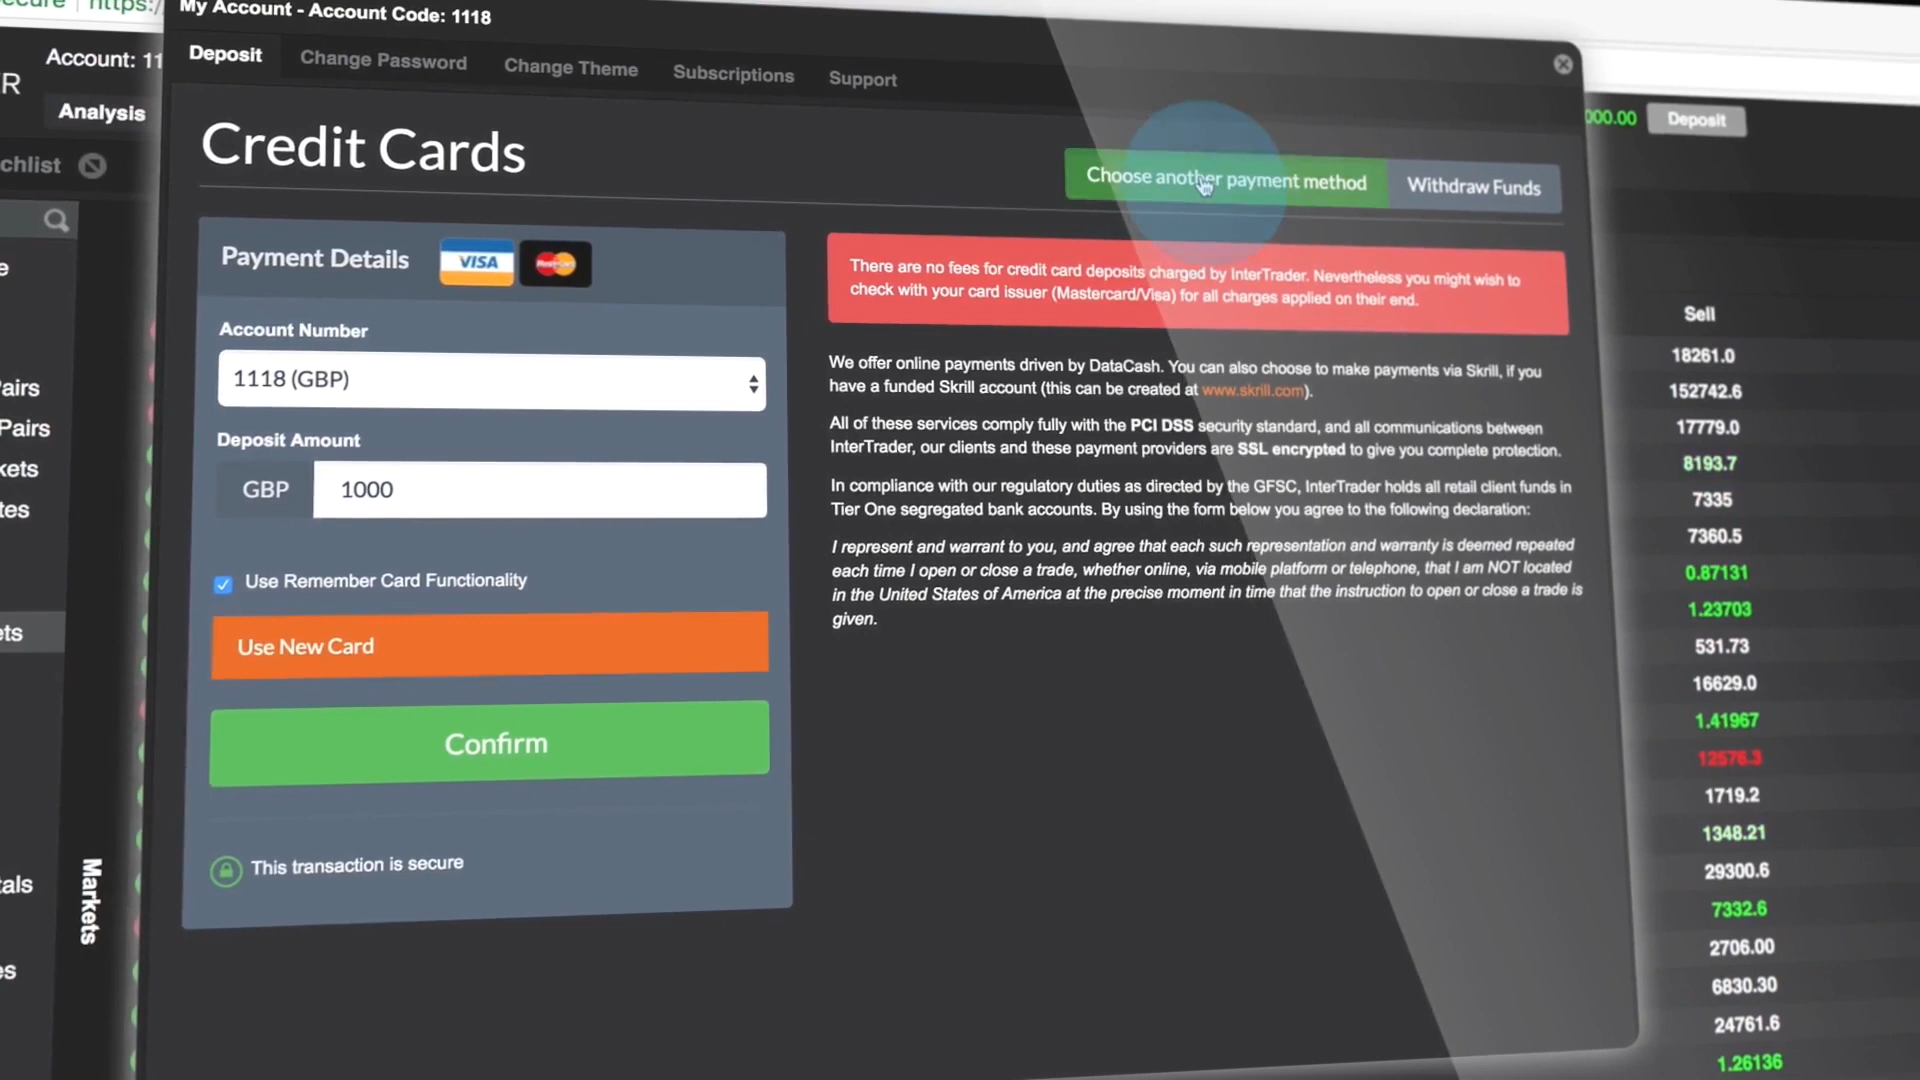 https:/
My Account - Account Code: 1118
Account: 11
R
Analysis
Deposit
Change Password
Change Theme
Subscriptions
Support
000.00
Deposit
chlist
Credit Cards
Choose another payment method
Withdraw Funds
Payment Details
VISA
MasterCard
There are no fees for credit card deposits charged by InterTrader. Nevertheless you might wish to
check with your card issuer (Mastercard/Visa) for all charges applied on their end.
Account Number
1118 (GBP)
Deposit Amount
GBP
1000
Use Remember Card Functionality
Use New Card
Confirm
This transaction is secure
We offer online payments driven by DataCash. You can also choose to make payments via Skrill, if you
have a funded Skrill account (this can be created at www.skrill.com).
All of these services comply fully with the PCI DSS security standard, and all communications between
InterTrader, our clients and these payment providers are SSL encrypted to give you complete protection.
In compliance with our regulatory duties as directed by the GFSC, InterTrader holds all retail client funds in
Tier One segregated bank accounts. By using the form below you agree to the following declaration:
I represent and warrant to you, and agree that each such representation and warranty is deemed repeated
each time I open or close a trade, whether online, via mobile platform or telephone, that I am NOT located
in the United States of America at the precise moment in time that the instruction to open or close a trade is
given.
e
Pairs
Pairs
kets
tes
ets
tals
es
Markets
Sell
18261.0
152742.6
17779.0
8193.7
7335
7360.5
0.87131
1.23703
531.73
16629.0
1.41967
12576.3
1719.2
1348.21
29300.6
7332.6
2706.00
6830.30
24761.6
1.26136